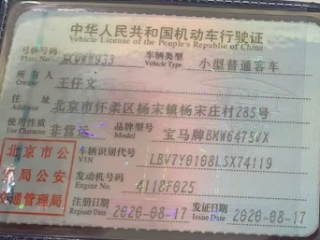 中华人民共和国机动车行驶证
Vehicle License of the People's Republic of China
号牌号码 车辆类型 小型普通客车
Plate No. Vehicle Type
所有人 王仔文
Owner
住址 北京市怀柔区杨宋镇杨宋庄村285号
Address
使用性质 非营运 品牌型号 宝马牌BMW6475VX
Use Character Model
北京市公 车辆识别代号 LBV7Y0108LSX74119
VIN
安局公安 发动机号码 4118F025
Engine No.
交通管理局 注册日期 2020-08-17 发证日期 2020-08-17
Register Date Issue Date